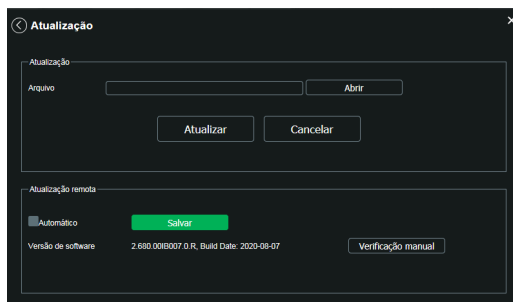 Atualização
Atualização
Arquivo
Abrir
Atualizar Cancelar
Atualização remota
Automático Salvar
Versão de software 2.680.00IB007.0.R, Build Date: 2020-08-07 Verificação manual